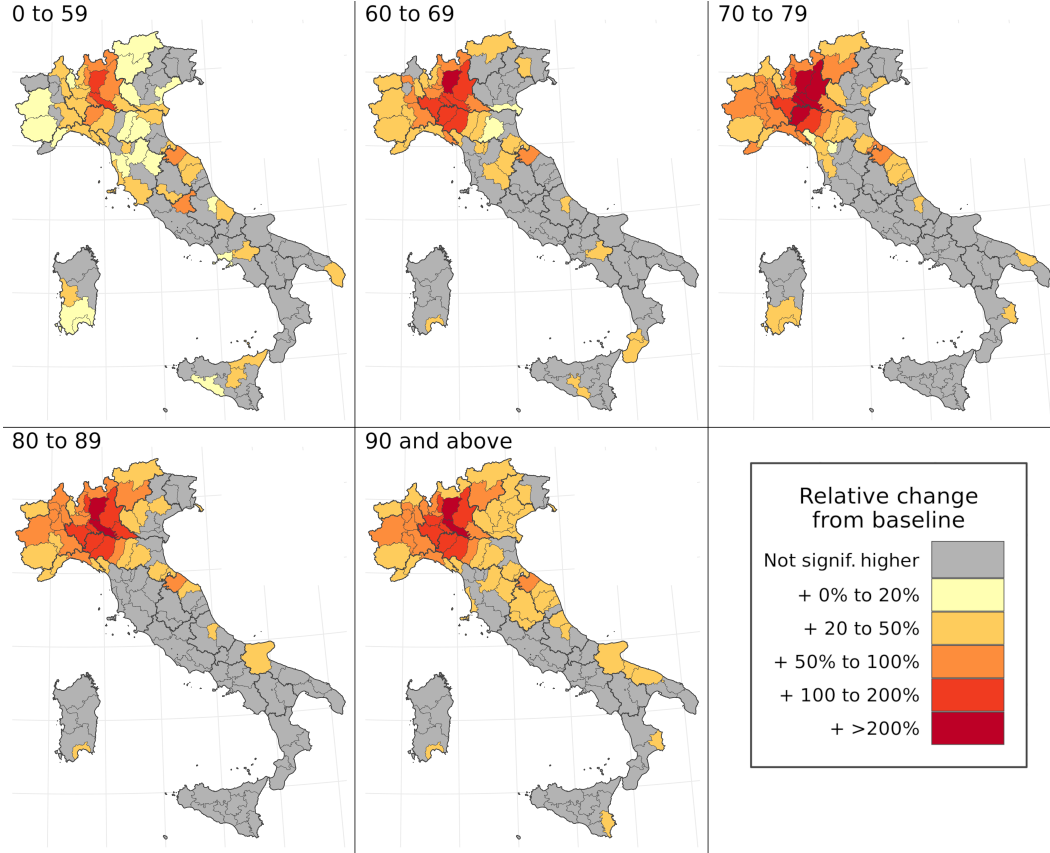 0 to 59
60 to 69
70 to 79
80 to 89
90 and above
Relative change
from baseline
Not signif. higher
+ 0% to 20%
+ 20 to 50%
+ 50% to 100%
+ 100 to 200%
+ >200%